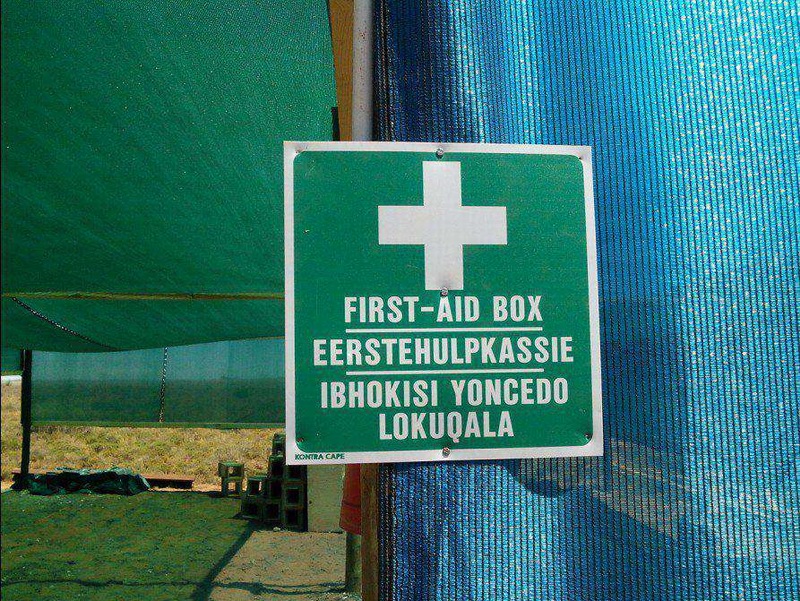 FIRST-AID BOX
EERSTEHULPKASSIE
IBHOKISI YONCEDO
LOKUQALA
KONTRA CAPE